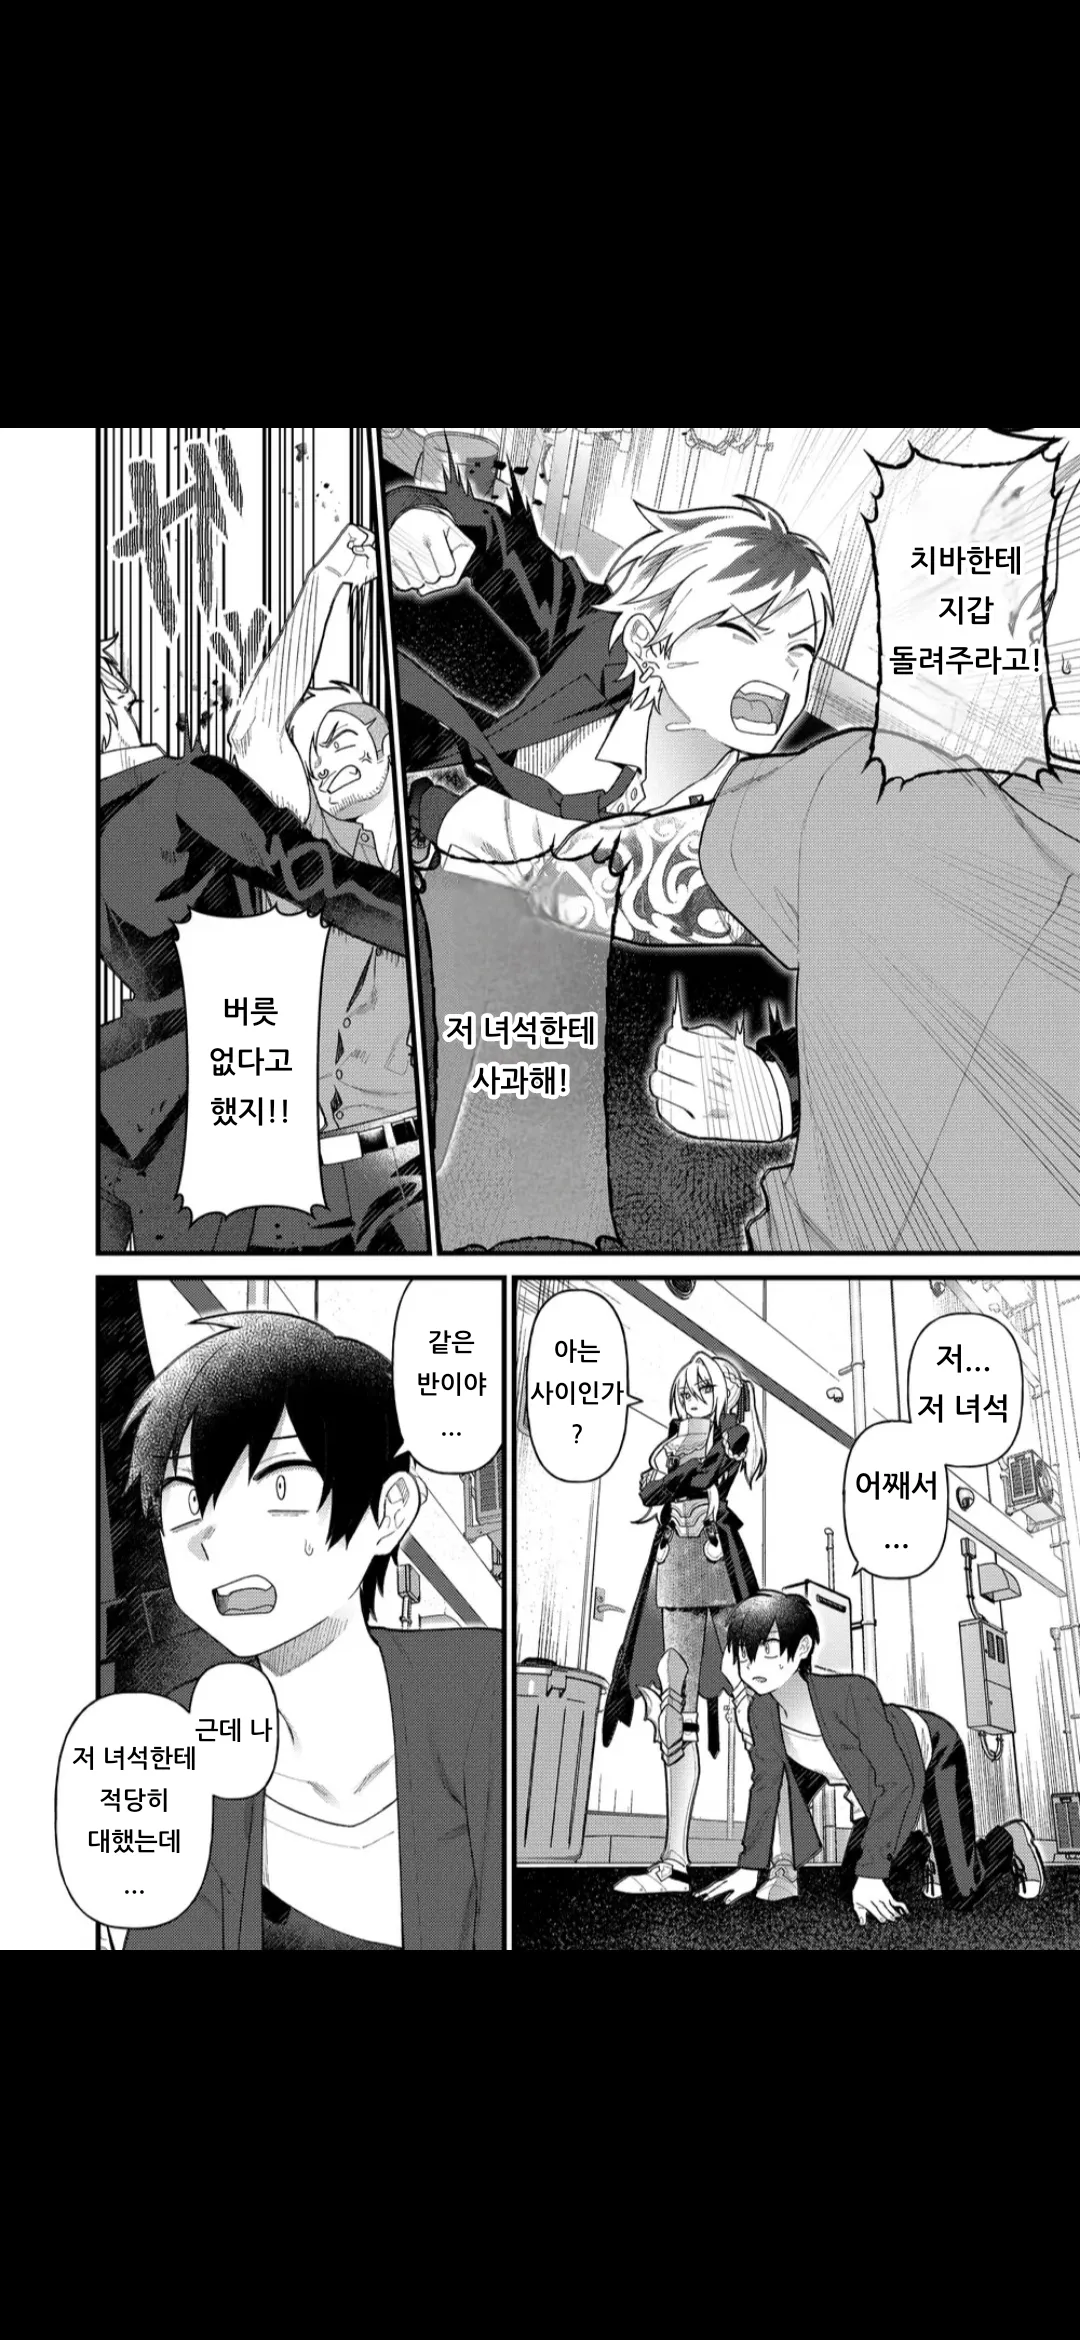 치바한테
지갑
돌려주라고!
저 녀석한테
사과해!
버릇
없다고
했지!!
ガッ
저...
저 녀석
어째서
...
아는
사이인가
?
같은
반이야
...
근데 나
저 녀석한테
적당히
대했는데
...